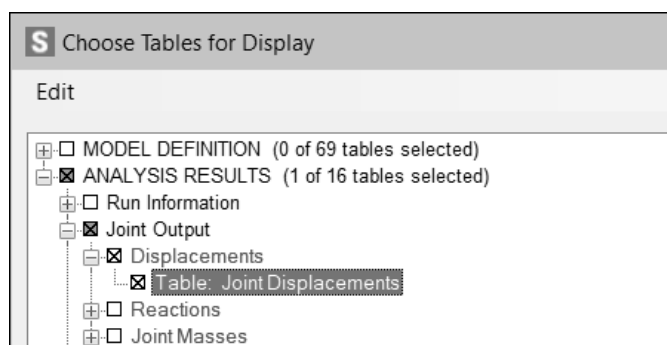 S Choose Tables for Display
Edit
MODEL DEFINITION (0 of 69 tables selected)
ANALYSIS RESULTS (1 of 16 tables selected)
Run Information
Joint Output
Displacements
Table: Joint Displacements
Reactions
Joint Masses